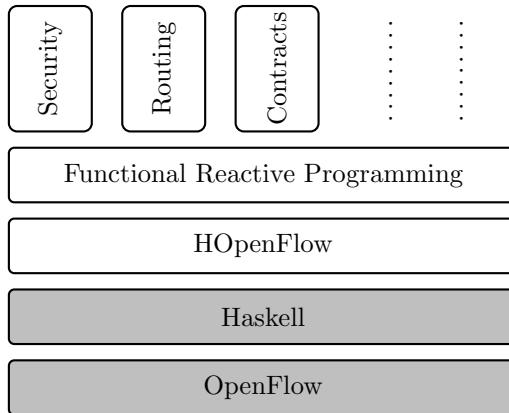 Security
Routing
Contracts
Functional Reactive Programming
HOpenFlow
Haskell
OpenFlow